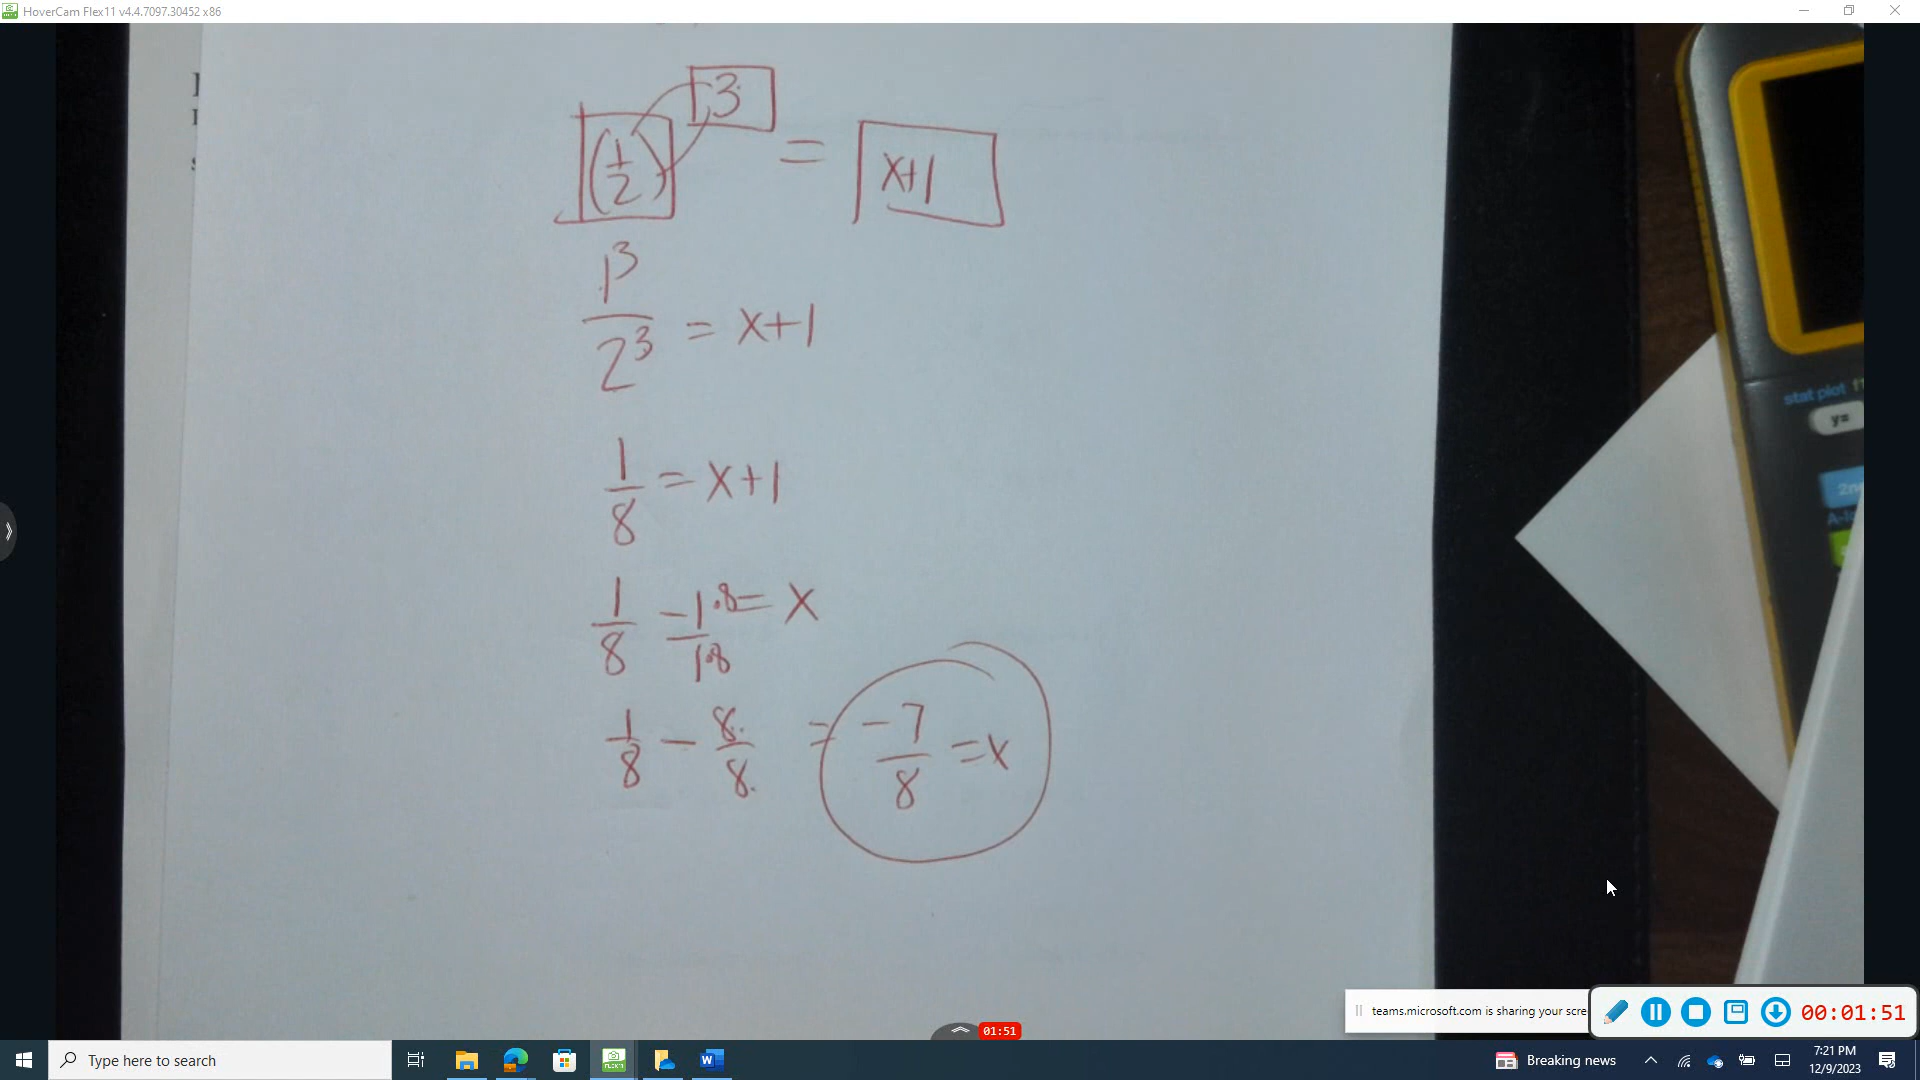 HoverCam Flex11 v4.4.7097.30452 x86
(1/2)^3 = x+1
1^3/2^3 = x+1
1/8 = x+1
1/8 -1·8/1·8 = x
1/8 - 8/8 = -7/8 = x
stat plot
y=
teams.microsoft.com is sharing your scre
00:01:51
01:51
Type here to search
Breaking news
7:21 PM
12/9/2023